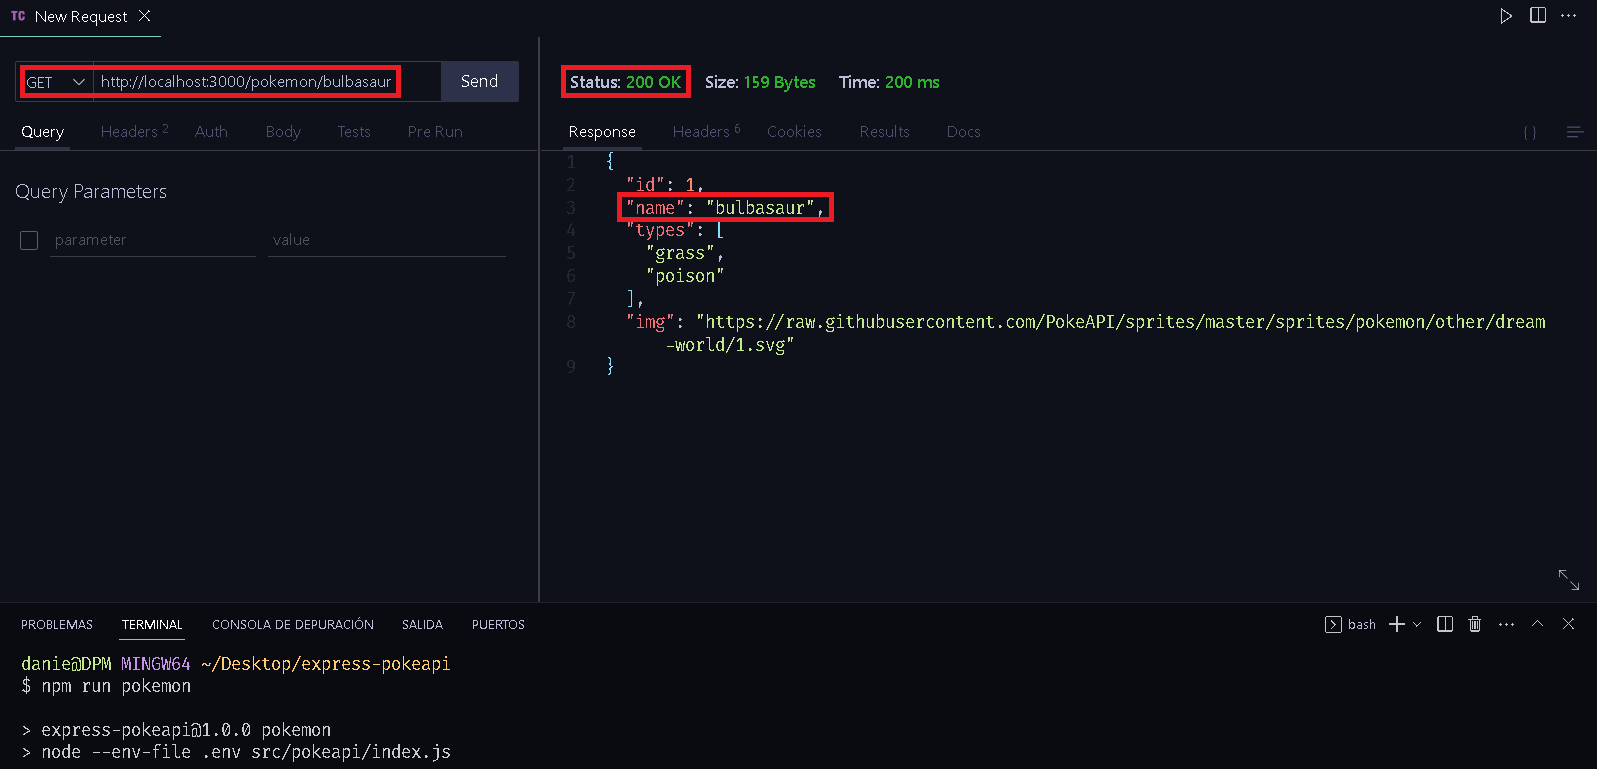 TC New Request
GET http://localhost:3000/pokemon/bulbasaur Send
Query Headers 2 Auth Body Tests Pre Run
Query Parameters
parameter value
Status: 200 OK Size: 159 Bytes Time: 200 ms
Response Headers 6 Cookies Results Docs { }
1 {
2 "id": 1,
3 "name": "bulbasaur",
4 "types": [
5 "grass",
6 "poison"
7 ],
8 "img": "https://raw.githubusercontent.com/PokeAPI/sprites/master/sprites/pokemon/other/dream
-world/1.svg"
9 }
PROBLEMAS TERMINAL CONSOLA DE DEPURACIÓN SALIDA PUERTOS bash
danie@DPM MINGW64 ~/Desktop/express-pokeapi
$ npm run pokemon
> express-pokeapi@1.0.0 pokemon
> node --env-file .env src/pokeapi/index.js